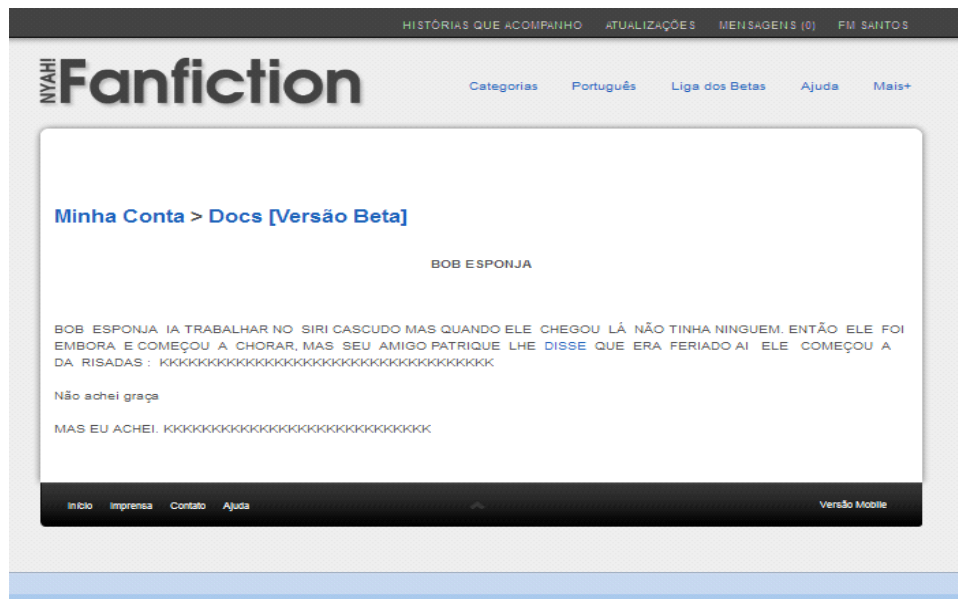 HISTÓRIAS QUE ACOMPANHO ATUALIZAÇÕES MENSAGENS (0) FM SANTOS
NYAH! Fanfiction
Categorias Português Liga dos Betas Ajuda Mais+
Minha Conta > Docs [Versão Beta]
BOB ESPONJA
BOB ESPONJA IA TRABALHAR NO SIRI CASCUDO MAS QUANDO ELE CHEGOU LÁ NÃO TINHA NINGUEM. ENTÃO ELE FOI
EMBORA E COMEÇOU A CHORAR, MAS SEU AMIGO PATRIQUE LHE DISSE QUE ERA FERIADO AI ELE COMEÇOU A
DA RISADAS : KKKKKKKKKKKKKKKKKKKKKKKKKKKKKKKKKKK
Não achei graça
MAS EU ACHEI. KKKKKKKKKKKKKKKKKKKKKKKKKKKK
Início Imprensa Contato Ajuda Versão Mobile